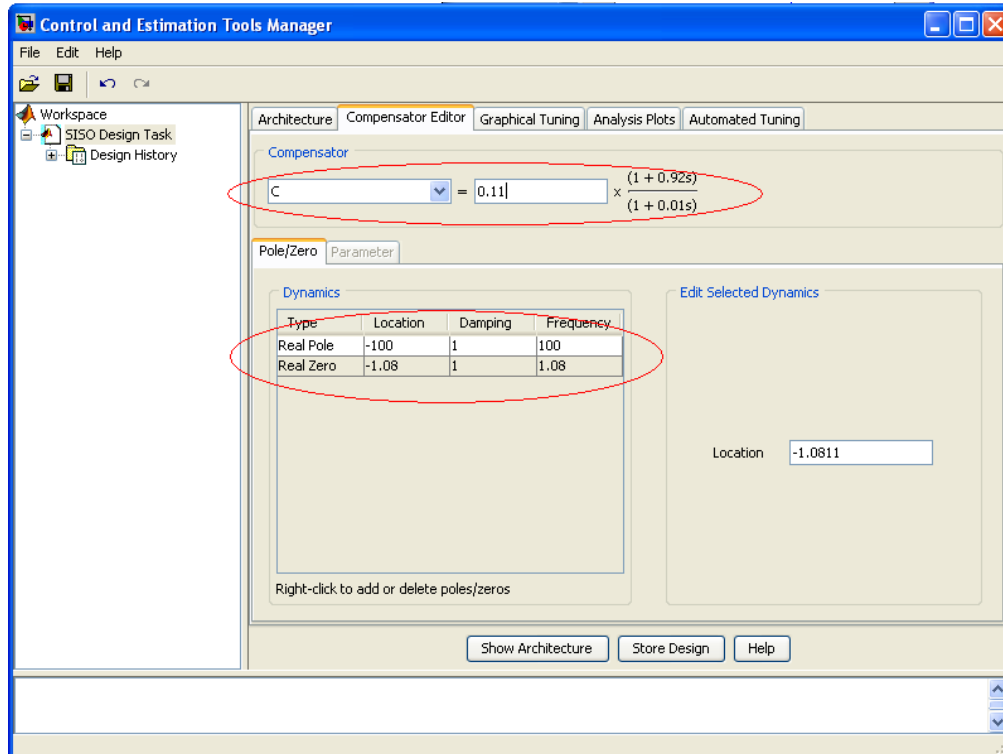 Control and Estimation Tools Manager
File Edit Help
Workspace
SISO Design Task
Design History
Architecture Compensator Editor Graphical Tuning Analysis Plots Automated Tuning
Compensator
C = 0.11 x (1 + 0.92s)
(1 + 0.01s)
Pole/Zero Parameter
Dynamics
Type Location Damping Frequency
Real Pole -100 1 100
Real Zero -1.08 1 1.08
Right-click to add or delete poles/zeros
Edit Selected Dynamics
Location -1.0811
Show Architecture Store Design Help